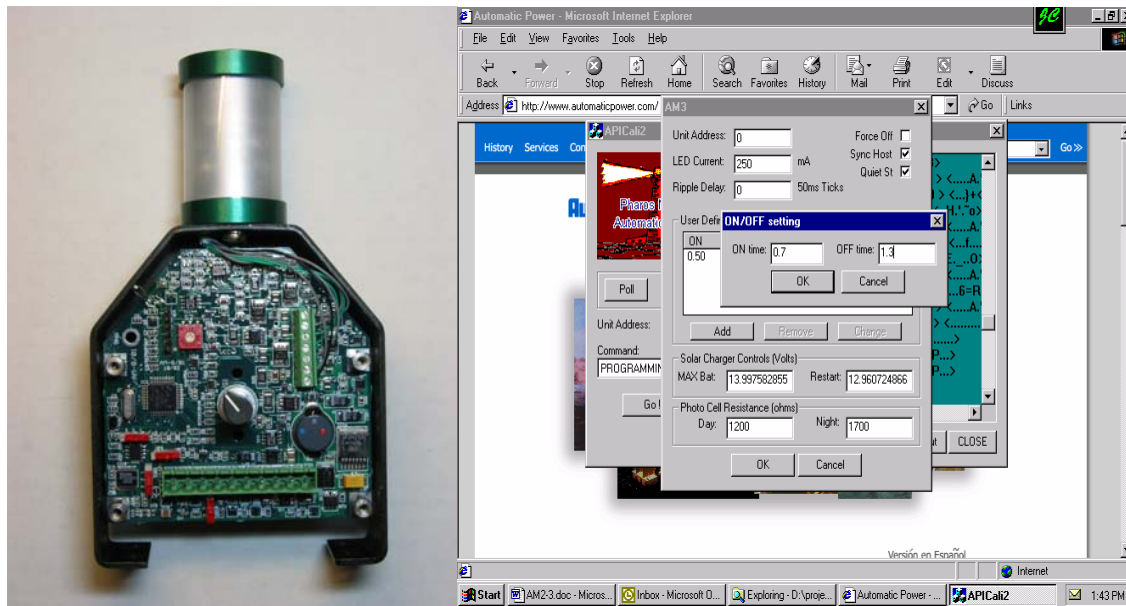 Automatic Power - Microsoft Internet Explorer
File Edit View Favorites Tools Help
Back Forward Stop Refresh Home Search Favorites History Mail Print Edit Discuss
Address http://www.automaticpower.com/ Go Links
AM3
APICali2
History Services Go
Unit Address: 0 Force Off
LED Current: 250 mA Sync Host
Quiet St
Ripple Delay: 0 50ms Ticks
Pharos
Automatic
User Defi
ON/OFF setting
ON
0.50
ON time: 0.7 OFF time: 1.3
OK Cancel
Poll
Add Remove Change
Unit Address:
Command:
PROGRAMMIN
Go !
Solar Charger Controls (Volts)
MAX Bat: 13.997582855 Restart: 12.960724866
Photo Cell Resistance (ohms)
Day: 1200 Night: 1700
OK Cancel
CLOSE
Versión en Español
Internet
Start AM2-3.doc - Micros... Inbox - Microsoft O... Exploring - D:\proje... Automatic Power - ... APICali2 1:43 PM